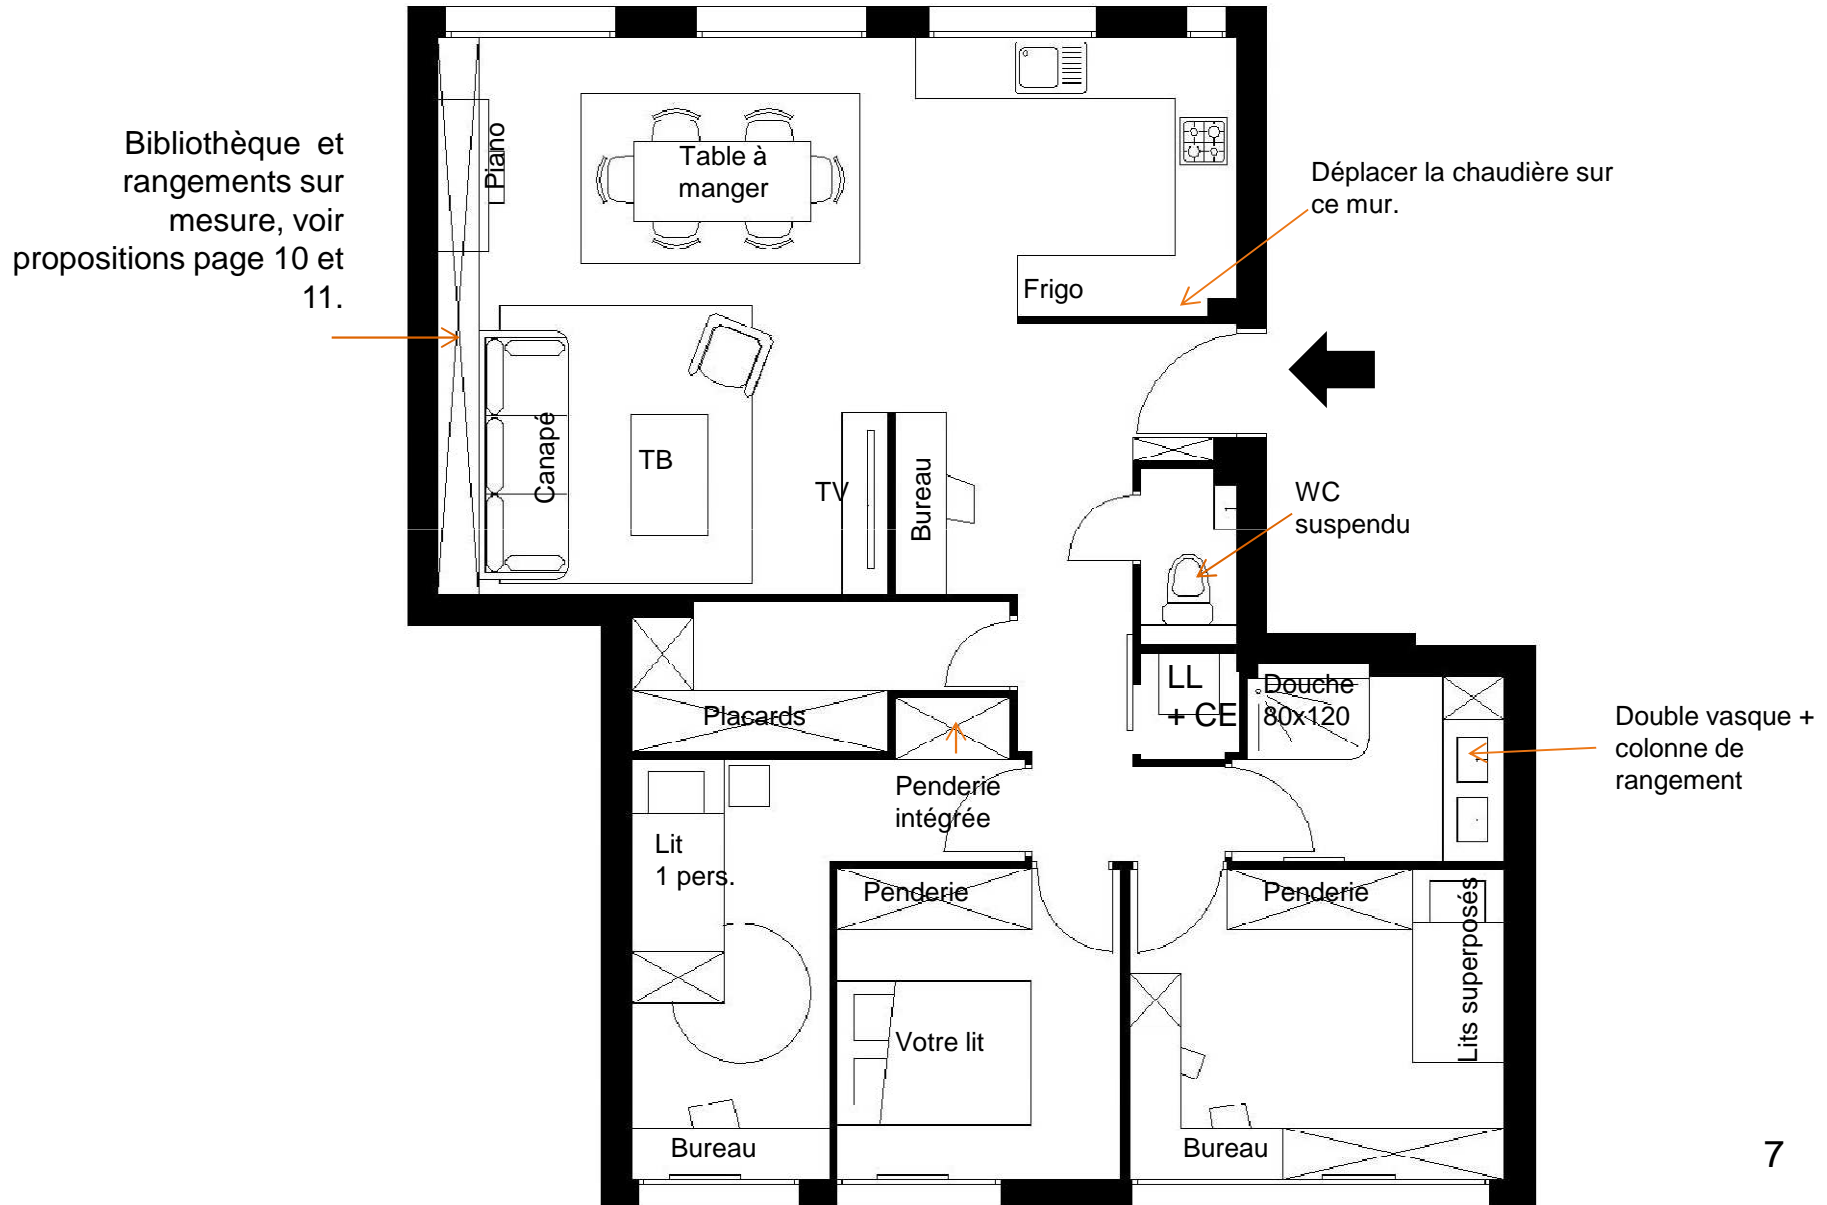 Bibliothèque et
rangements sur
mesure, voir
propositions page 10 et
11.
Piano
Table à
manger
Déplacer la chaudière sur
ce mur.
Frigo
Canapé
TB
TV
Bureau
WC
suspendu
LL
+ CE
Douche
80x120
Placards
Double vasque +
colonne de
rangement
Penderie
intégrée
Lit
1 pers.
Penderie
Penderie
Lits superposés
Votre lit
Bureau
Bureau
7